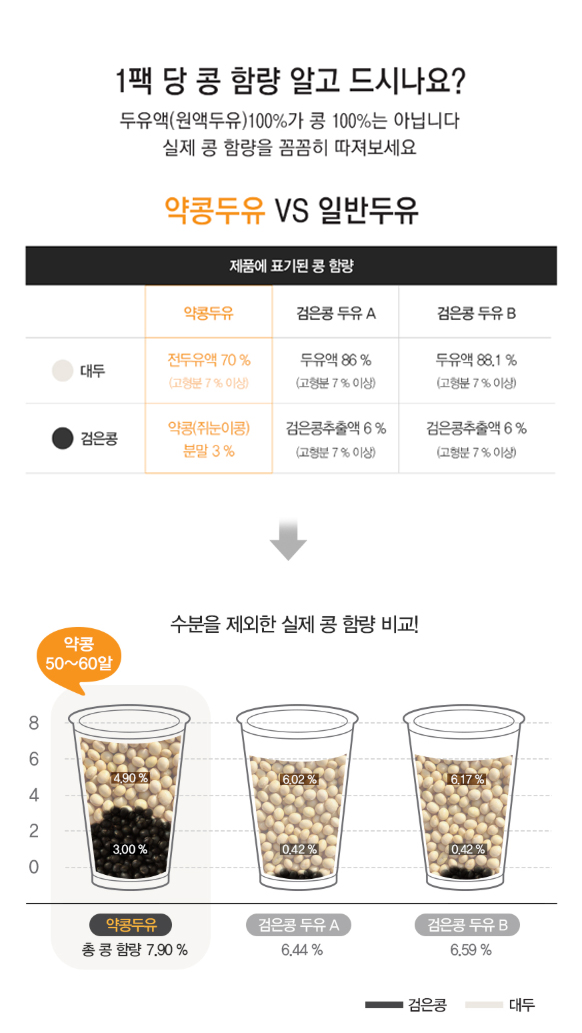 1팩 당 콩 함량 알고 드시나요?
두유액(원액두유)100%가 콩 100%는 아닙니다
실제 콩 함량을 꼼꼼히 따져보세요
약콩두유 VS 일반두유
제품에 표기된 콩 함량
약콩두유 검은콩 두유 A 검은콩 두유 B
대두 전두유액 70 % 두유액 86 % 두유액 88.1 %
(고형분 7 % 이상) (고형분 7 % 이상) (고형분 7 % 이상)
검은콩 약콩(쥐눈이콩) 검은콩추출액 6 % 검은콩추출액 6 %
분말 3 % (고형분 7 % 이상) (고형분 7 % 이상)
수분을 제외한 실제 콩 함량 비교!
약콩
50~60알
8
6
4.90 % 6.02 % 6.17 %
4
2
3.00 % 0.42 % 0.42 %
0
약콩두유 검은콩 두유 A 검은콩 두유 B
총 콩 함량 7.90 % 6.44 % 6.59 %
검은콩 대두